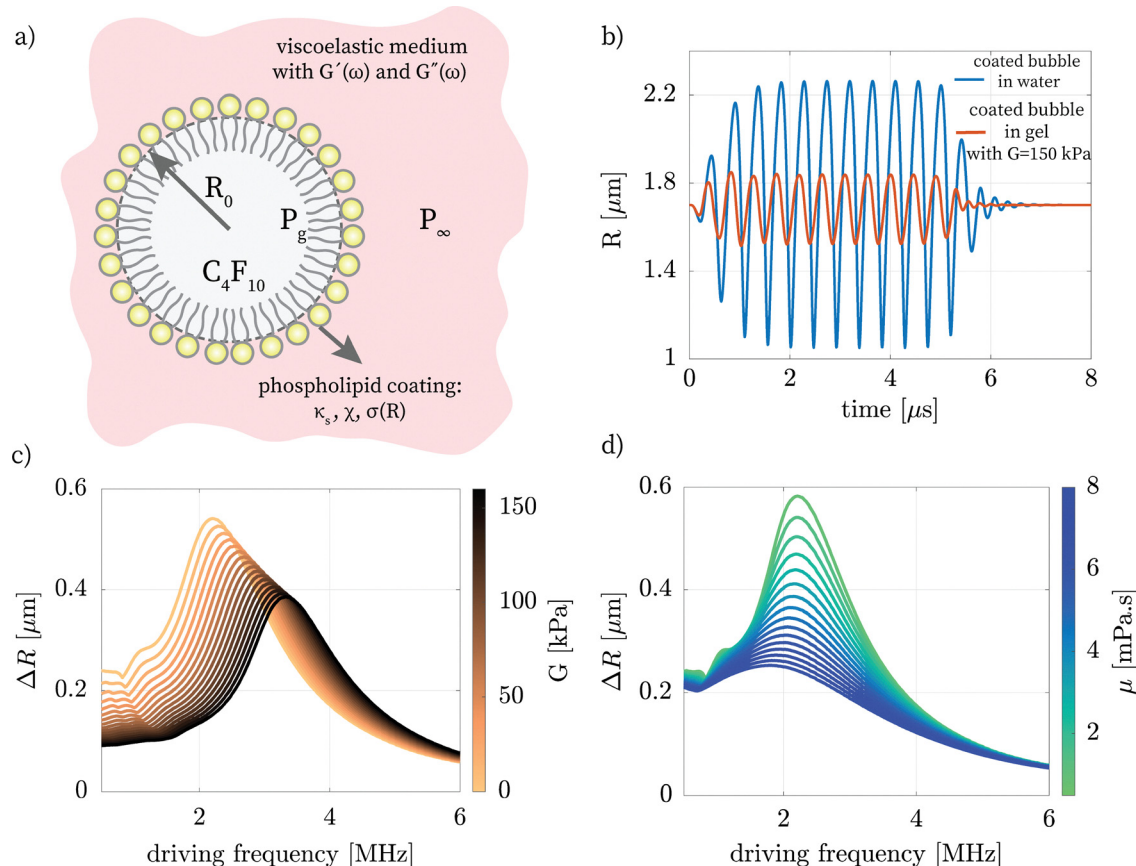 a)
viscoelastic medium
with G´(ω) and G˝(ω)
R₀
P_g
P_∞
C₄F₁₀
phospholipid coating:
κₛ, χ, σ(R)
b)
coated bubble
in water
coated bubble
in gel
with G=150 kPa
2.2
1.8
1.4
1
R [μm]
0
2
4
6
8
time [μs]
c)
0.6
0.4
0.2
0
ΔR [μm]
2
4
6
driving frequency [MHz]
150
100
50
0
G [kPa]
d)
0.6
0.4
0.2
0
ΔR [μm]
2
4
6
driving frequency [MHz]
8
6
4
2
μ [mPa.s]